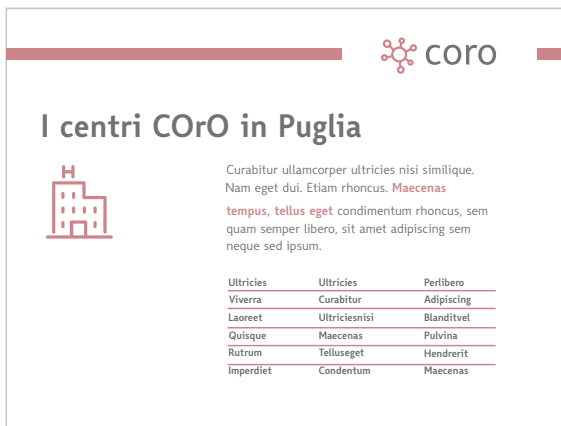 coro
I centri COrO in Puglia
H
Curabitur ullamcorper ultricies nisi similique.
Nam eget dui. Etiam rhoncus. Maecenas
tempus, tellus eget condimentum rhoncus, sem
quam semper libero, sit amet adipiscing sem
neque sed ipsum.
Ultricies Ultricies Perlibero
Viverra Curabitur Adipiscing
Laoreet Ultriciesnisi Blanditvel
Quisque Maecenas Pulvina
Rutrum Telluseget Hendrerit
Imperdiet Condentum Maecenas